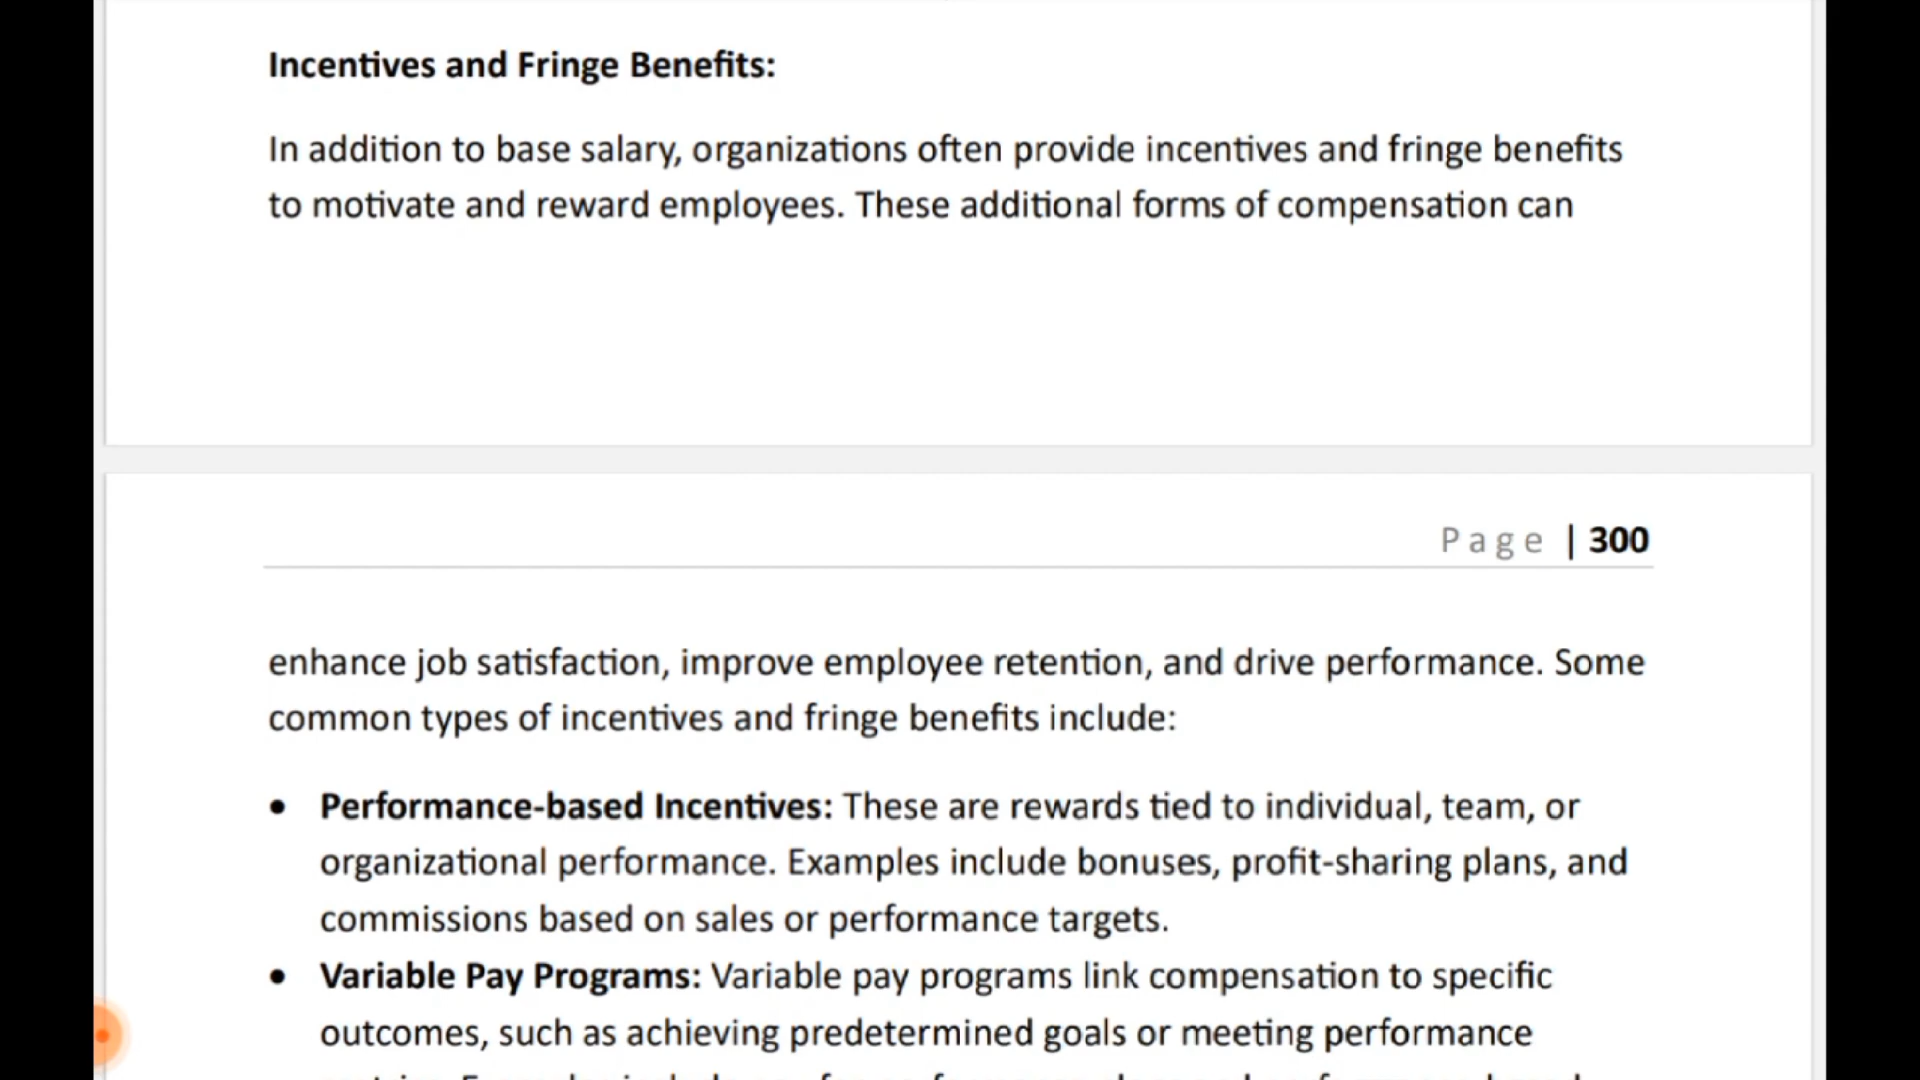 Incentives and Fringe Benefits:
In addition to base salary, organizations often provide incentives and fringe benefits
to motivate and reward employees. These additional forms of compensation can
Page | 300
enhance job satisfaction, improve employee retention, and drive performance. Some
common types of incentives and fringe benefits include:
• Performance-based Incentives: These are rewards tied to individual, team, or
organizational performance. Examples include bonuses, profit-sharing plans, and
commissions based on sales or performance targets.
• Variable Pay Programs: Variable pay programs link compensation to specific
outcomes, such as achieving predetermined goals or meeting performance